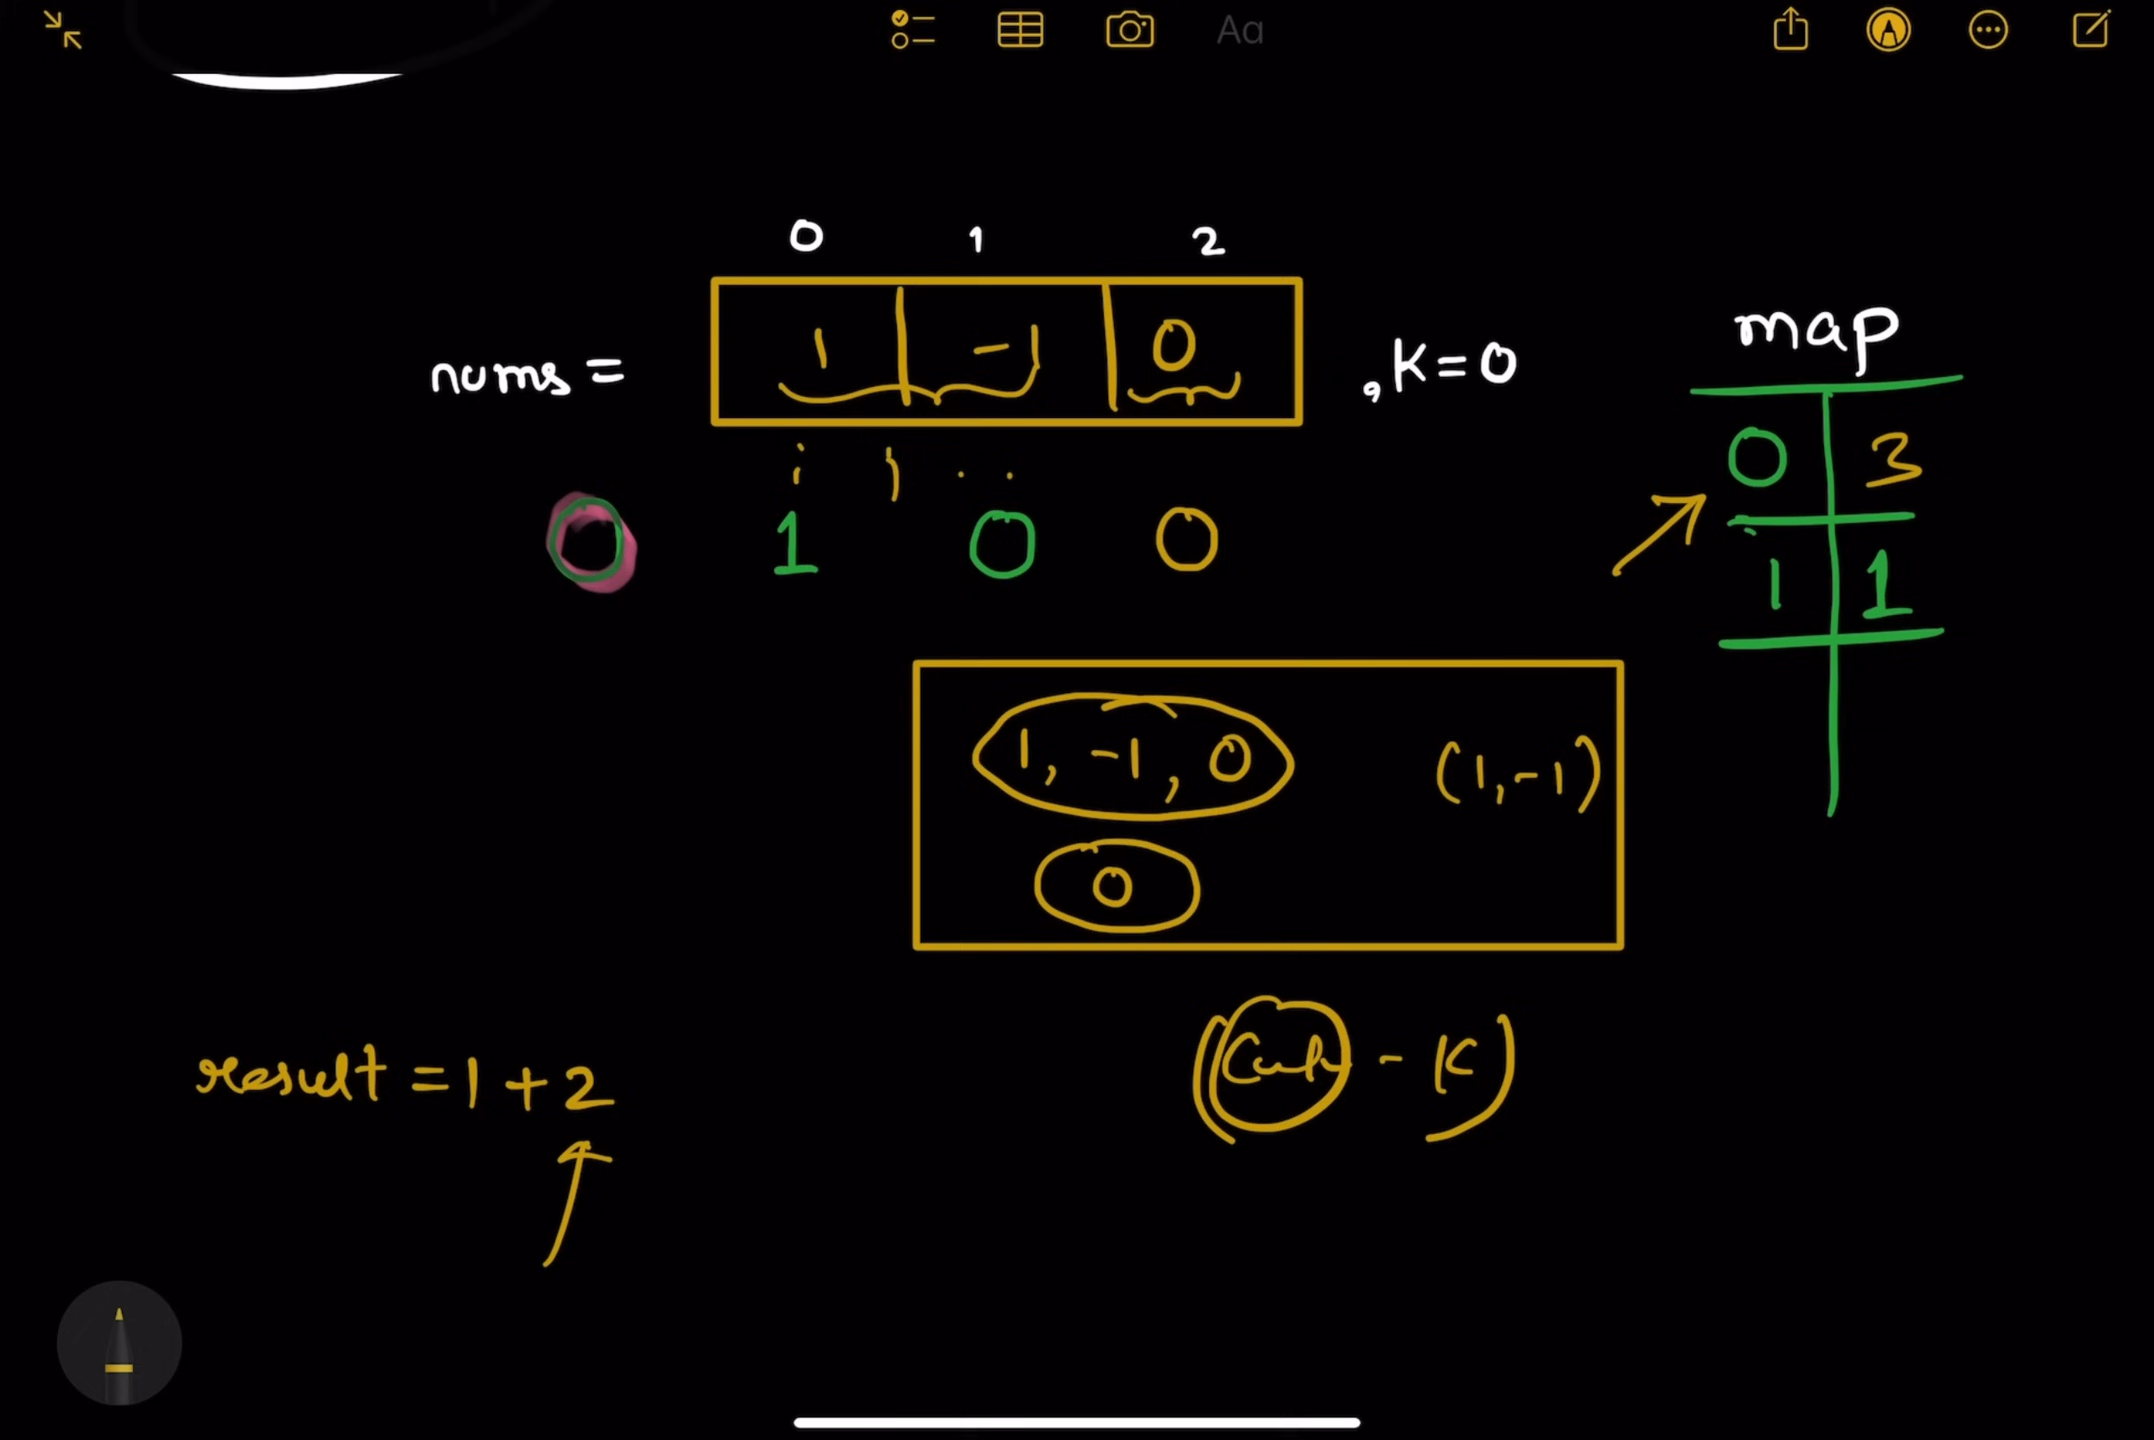 Aa
0 1 2
nums = 1 -1 0 , K=0
map
0 3
1 1
0 1 0 0
1, -1, 0 (1,-1)
0
- K)
result = 1 + 2